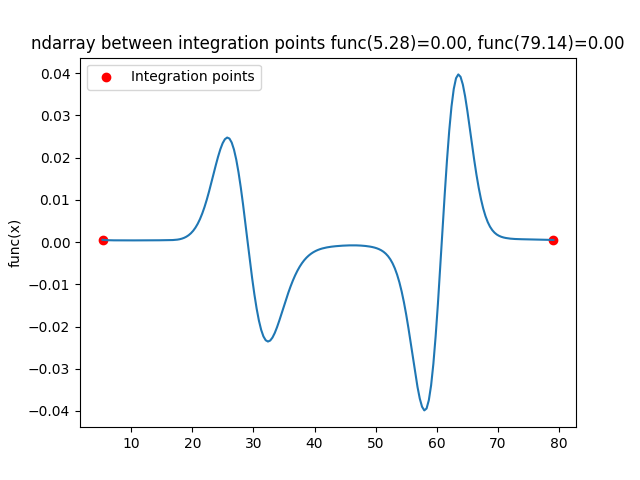 ndarray between integration points func(5.28)=0.00, func(79.14)=0.00
Integration points
func(x)
0.04
0.03
0.02
0.01
0.00
−0.01
−0.02
−0.03
−0.04
10 20 30 40 50 60 70 80